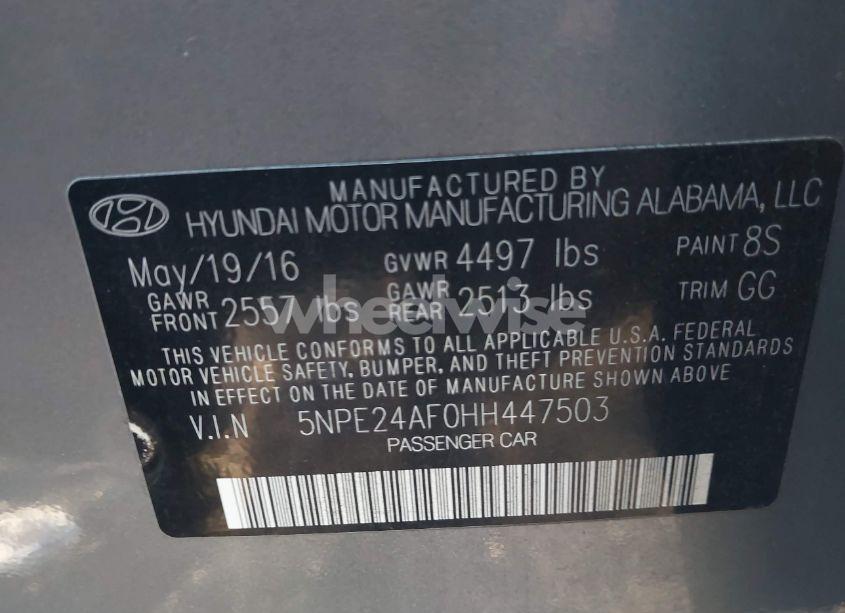 MANUFACTURED BY
HYUNDAI MOTOR MANUFACTURING ALABAMA, LLC
May/19/16 GVWR 4497 lbs PAINT 8S
GAWR FRONT 2557 lbs GAWR REAR 2513 lbs TRIM GG
THIS VEHICLE CONFORMS TO ALL APPLICABLE U.S.A. FEDERAL
MOTOR VEHICLE SAFETY, BUMPER, AND THEFT PREVENTION STANDARDS
IN EFFECT ON THE DATE OF MANUFACTURE SHOWN ABOVE
V.I.N 5NPE24AF0HH447503
PASSENGER CAR
wheelwise